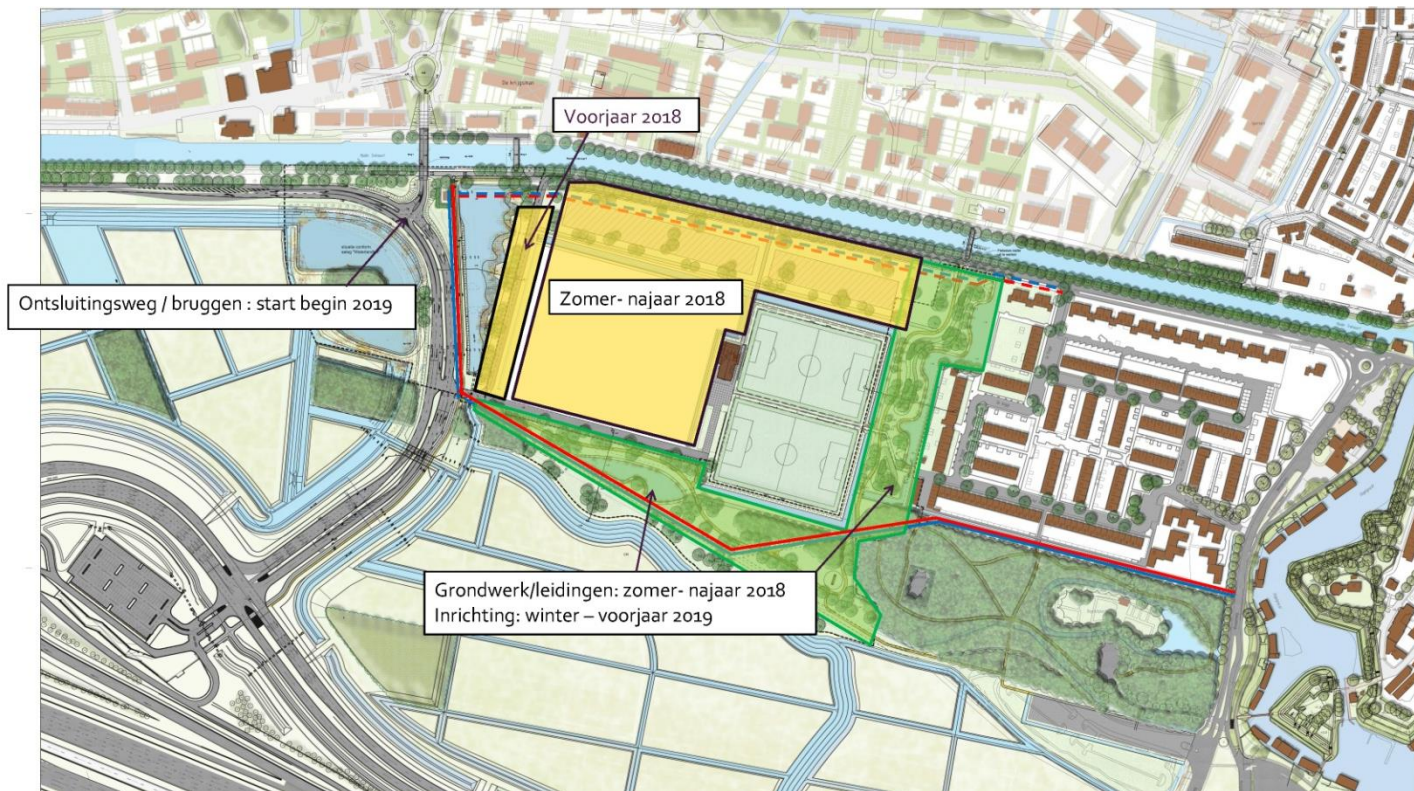 Voorjaar 2018
Zomer- najaar 2018
Ontsluitingsweg / bruggen : start begin 2019
Grondwerk/leidingen: zomer- najaar 2018
Inrichting: winter – voorjaar 2019